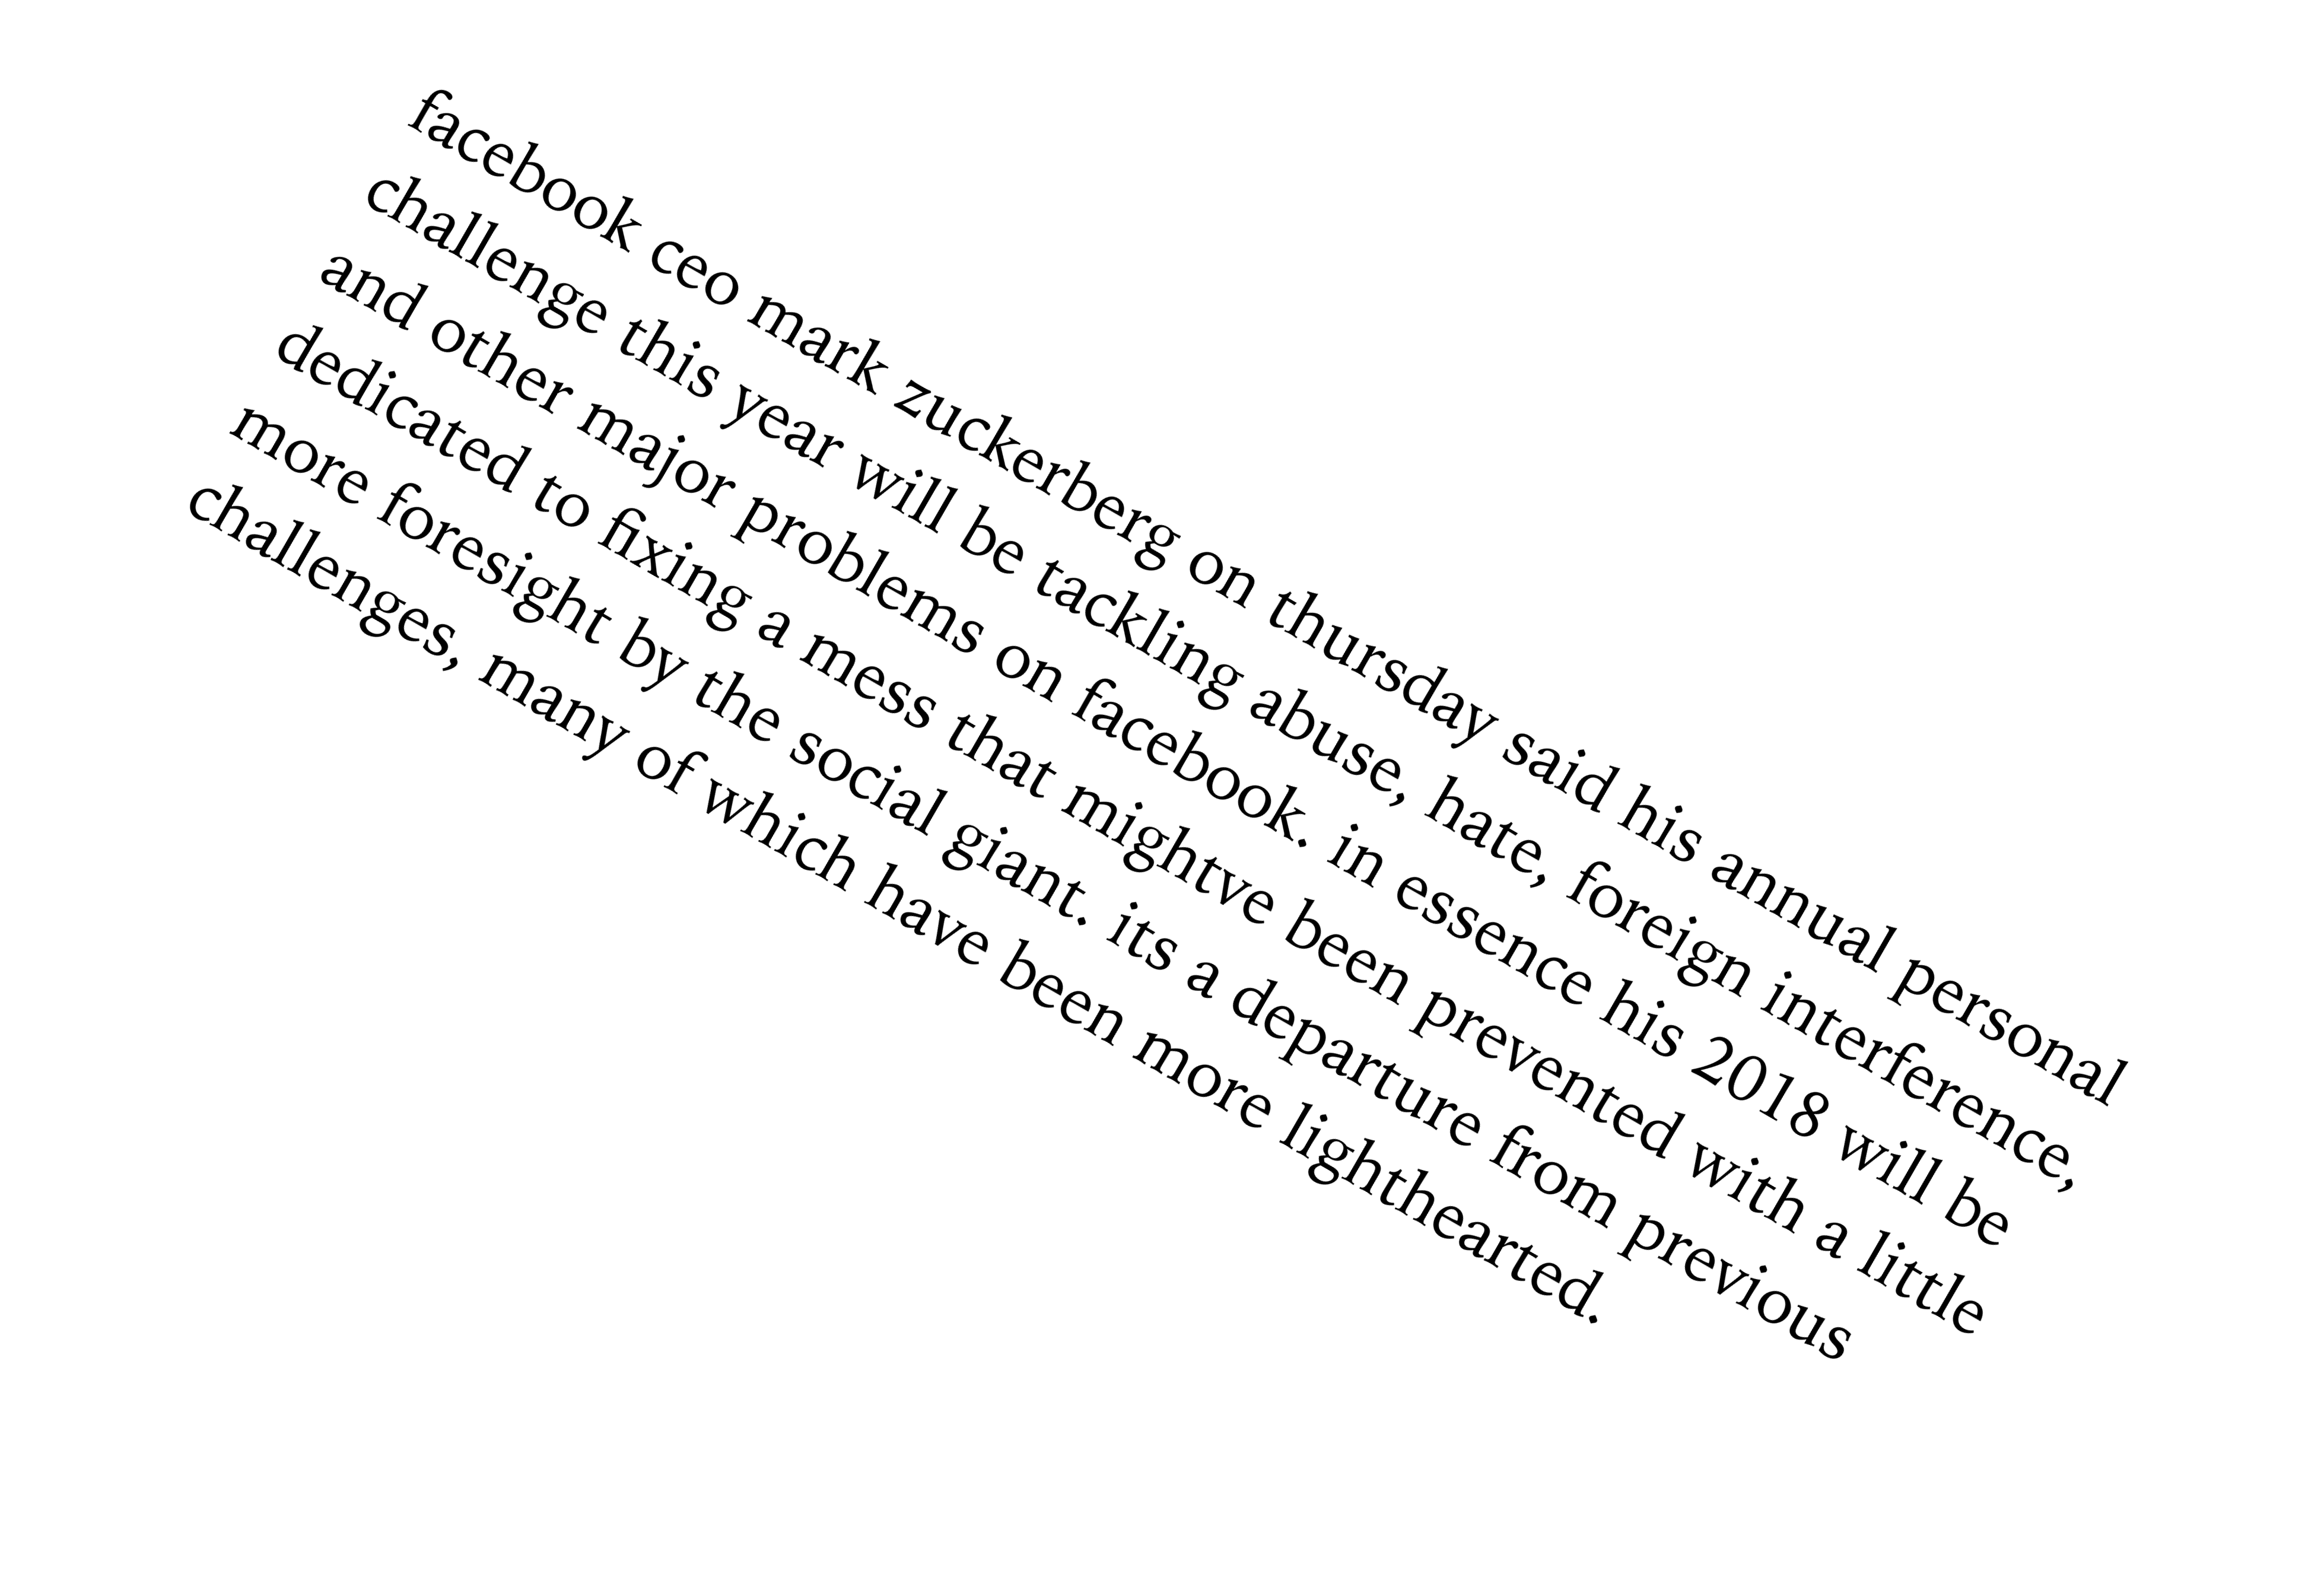 facebook ceo mark zuckerberg on thursday said his annual personal
challenge this year will be tackling abuse, hate, foreign interference,
and other major problems on facebook. in essence his 2018 will be
dedicated to fixing a mess that mightve been prevented with a little
more foresight by the social giant. its a departure from previous
challenges, many of which have been more lighthearted.